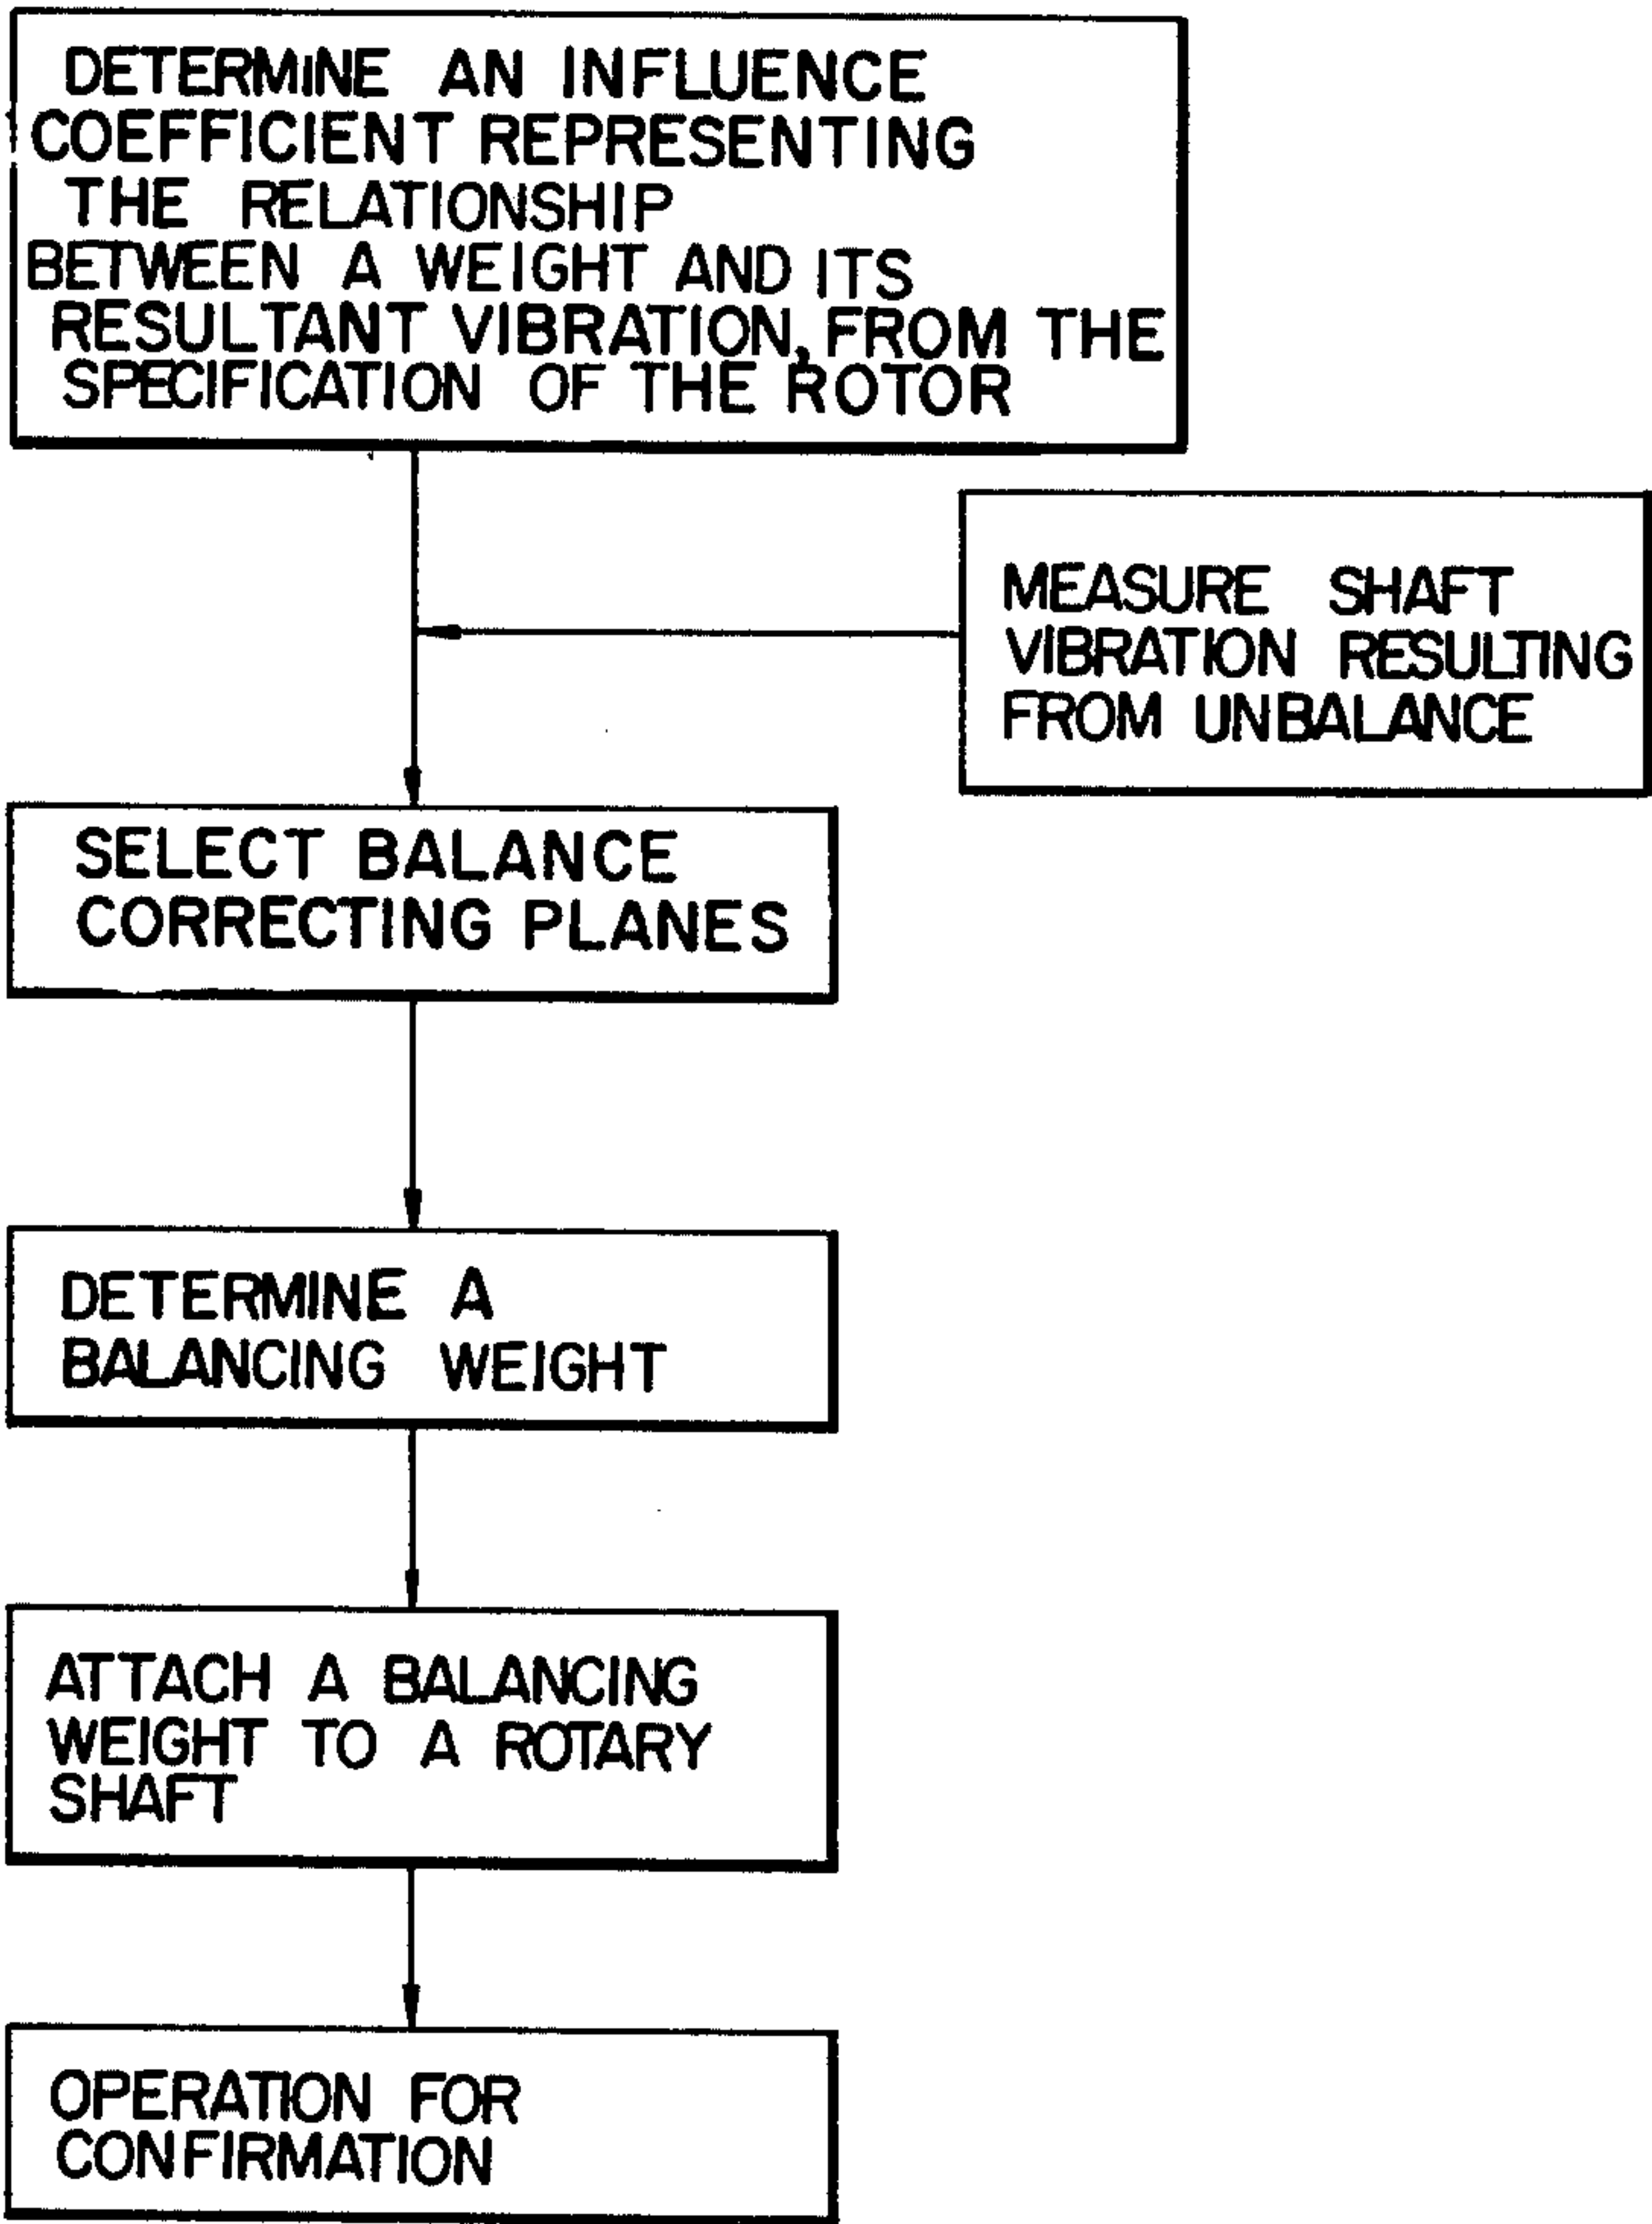 DETERMINE AN INFLUENCE
COEFFICIENT REPRESENTING
THE RELATIONSHIP
BETWEEN A WEIGHT AND ITS
RESULTANT VIBRATION, FROM THE
SPECIFICATION OF THE ROTOR
MEASURE SHAFT
VIBRATION RESULTING
FROM UNBALANCE
SELECT BALANCE
CORRECTING PLANES
DETERMINE A
BALANCING WEIGHT
ATTACH A BALANCING
WEIGHT TO A ROTARY
SHAFT
OPERATION FOR
CONFIRMATION